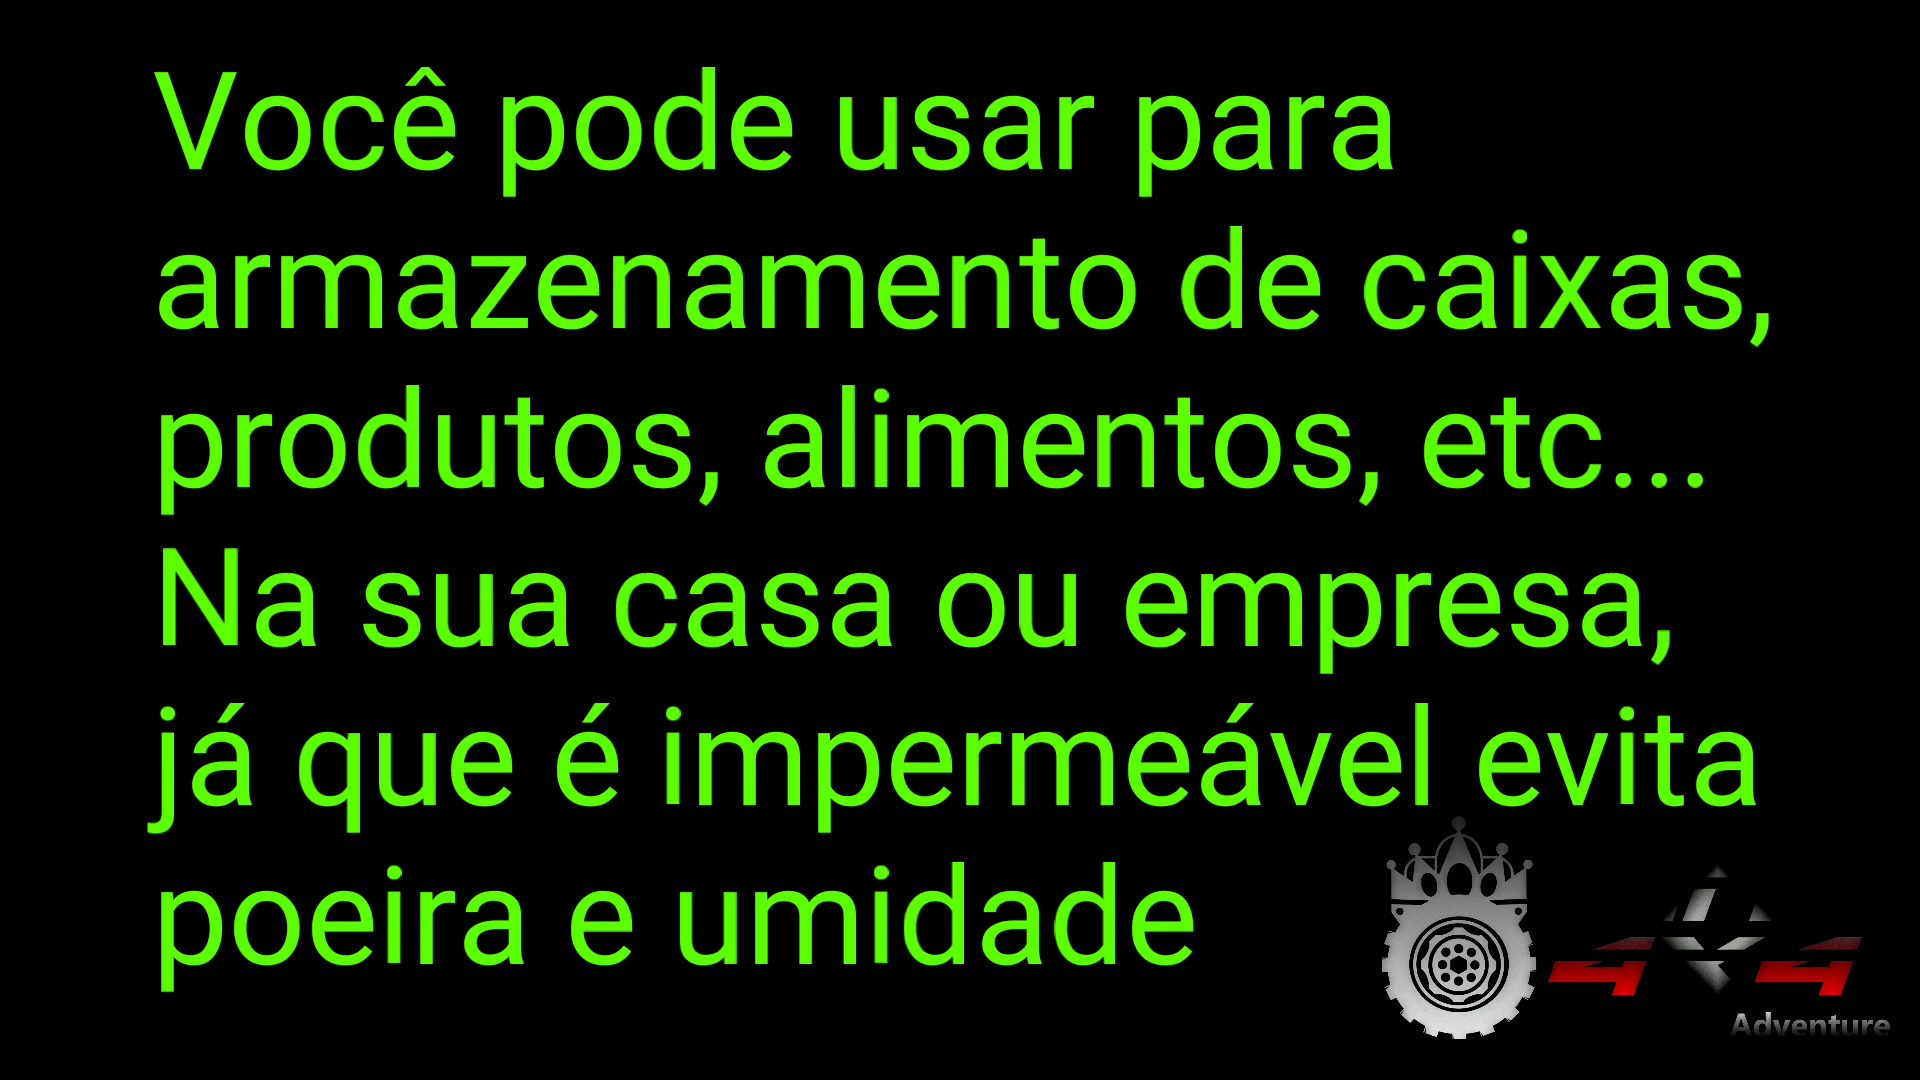 Você pode usar para
armazenamento de caixas,
produtos, alimentos, etc...
Na sua casa ou empresa,
já que é impermeável evita
poeira e umidade
4x4
Adventure